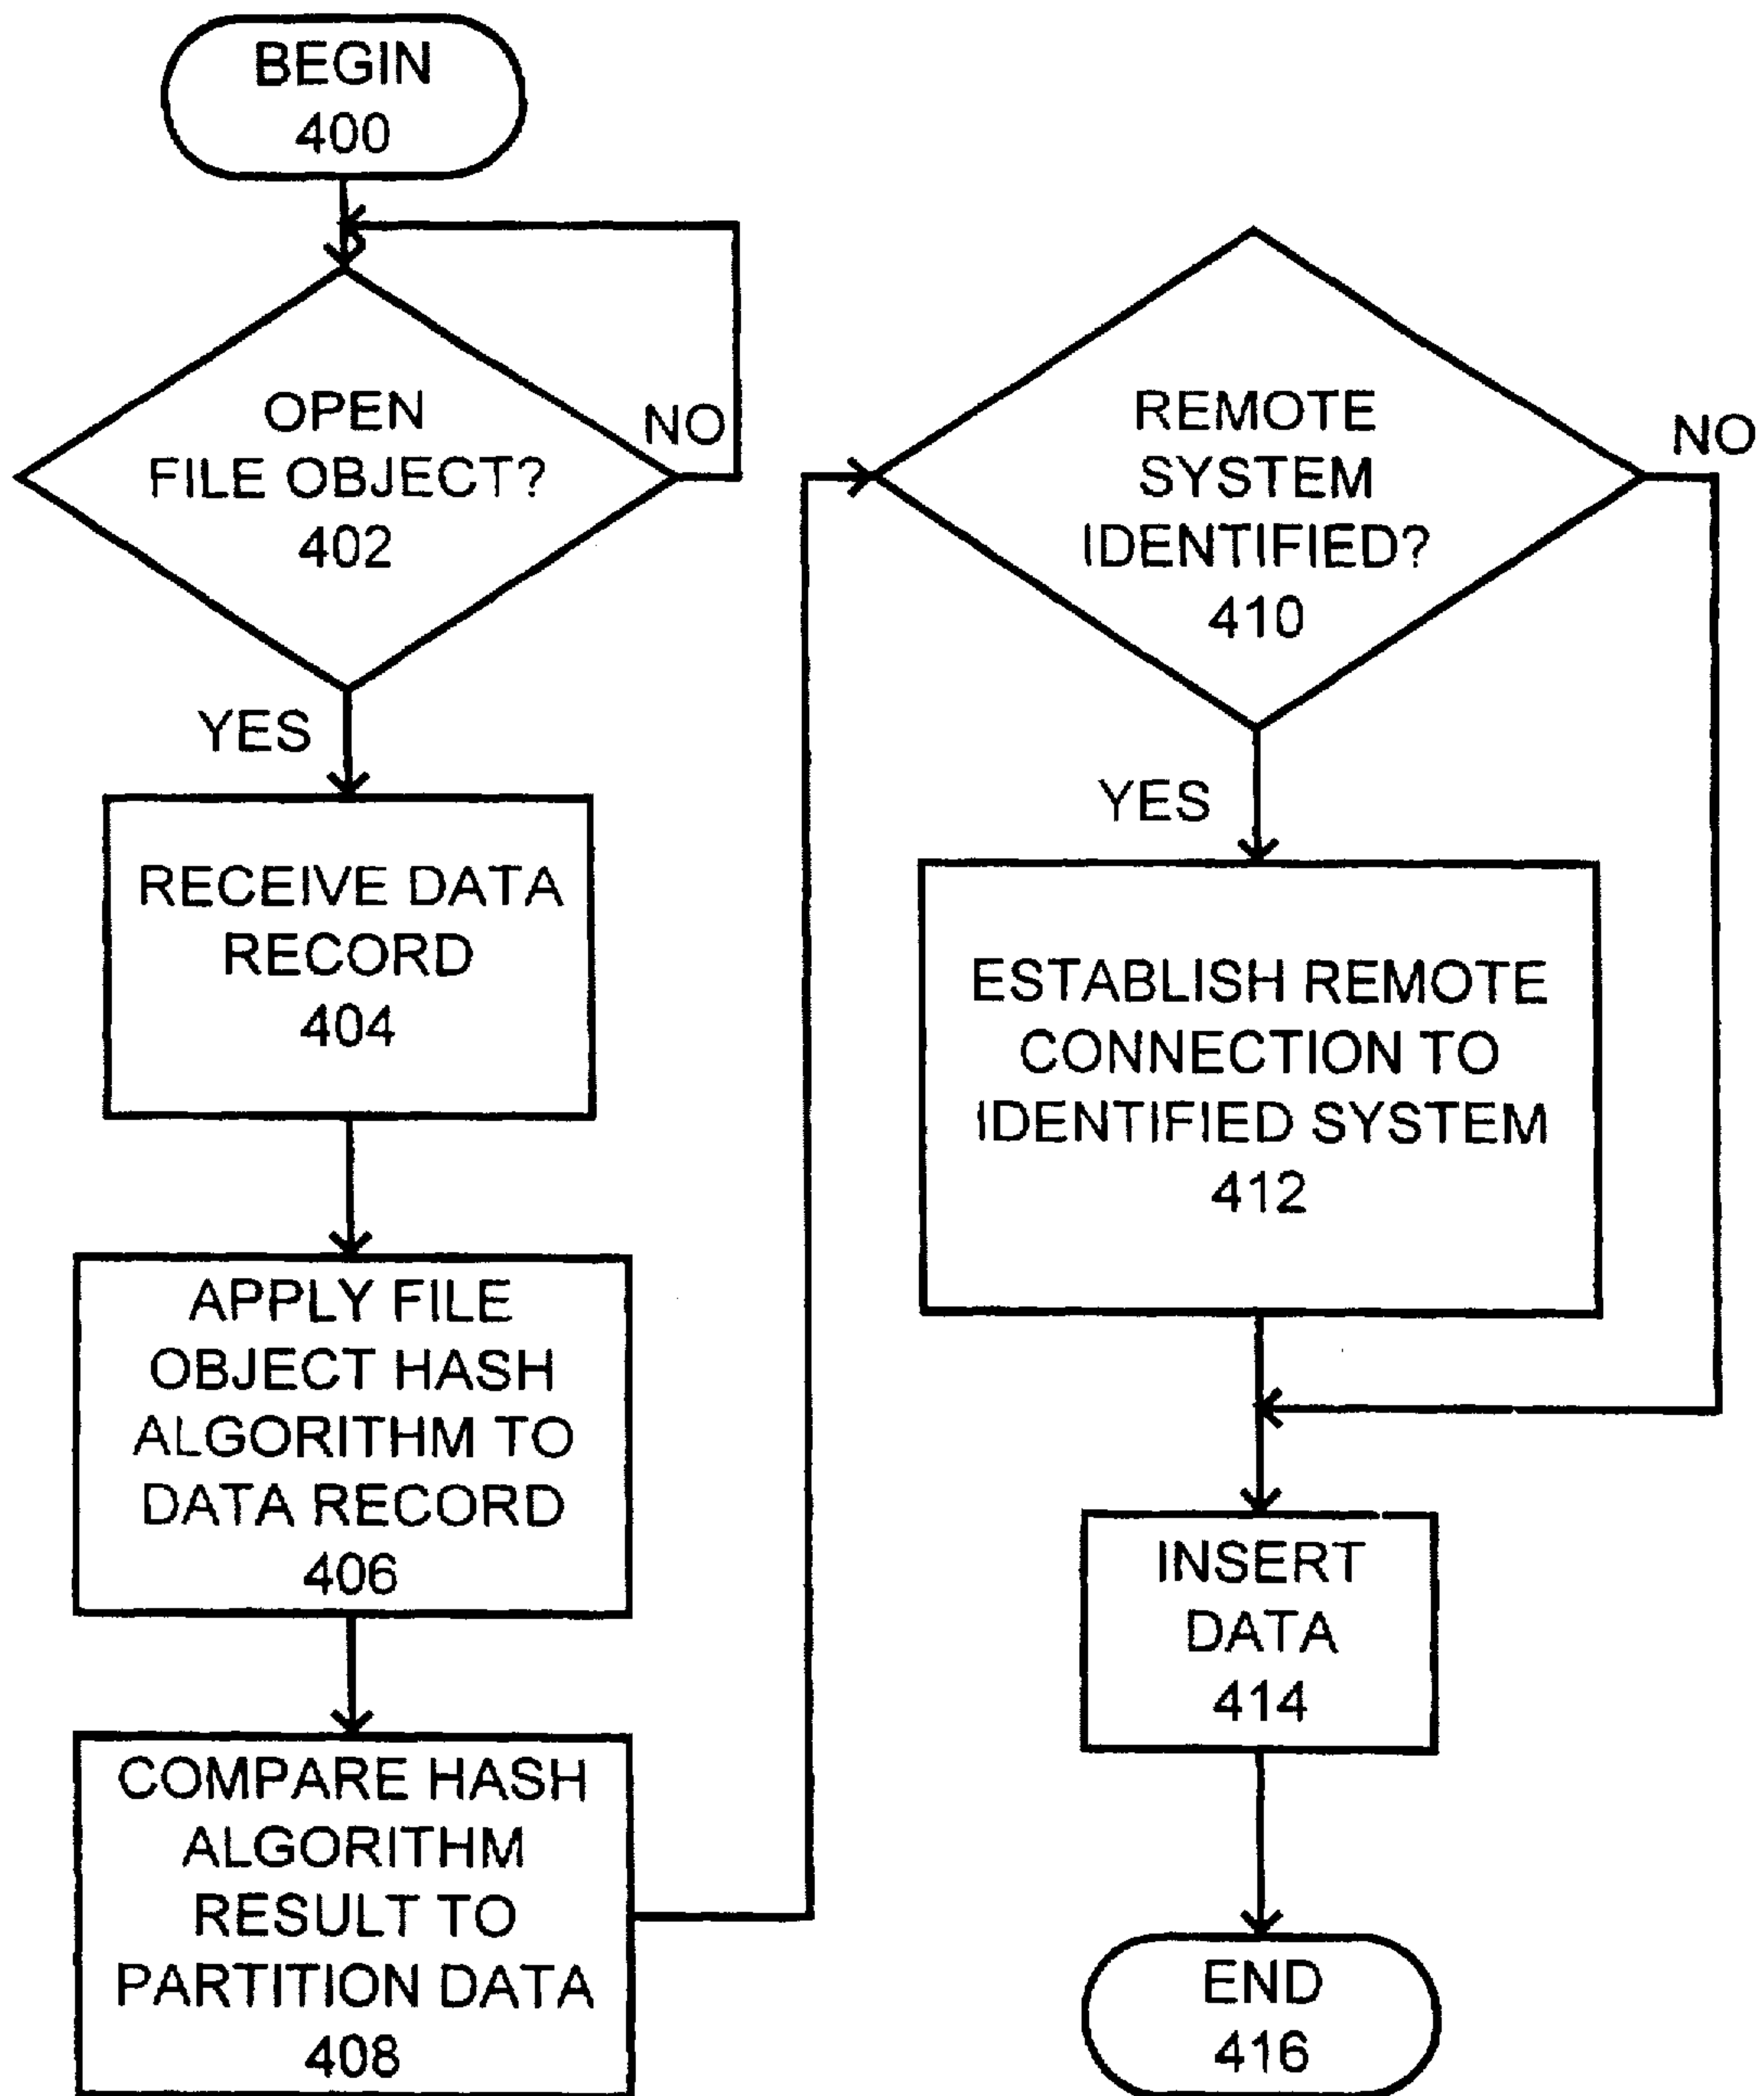 BEGIN
400
OPEN
FILE OBJECT?
402
NO
YES
RECEIVE DATA
RECORD
404
APPLY FILE
OBJECT HASH
ALGORITHM TO
DATA RECORD
406
COMPARE HASH
ALGORITHM
RESULT TO
PARTITION DATA
408
REMOTE
SYSTEM
IDENTIFIED?
410
NO
YES
ESTABLISH REMOTE
CONNECTION TO
IDENTIFIED SYSTEM
412
INSERT
DATA
414
END
416